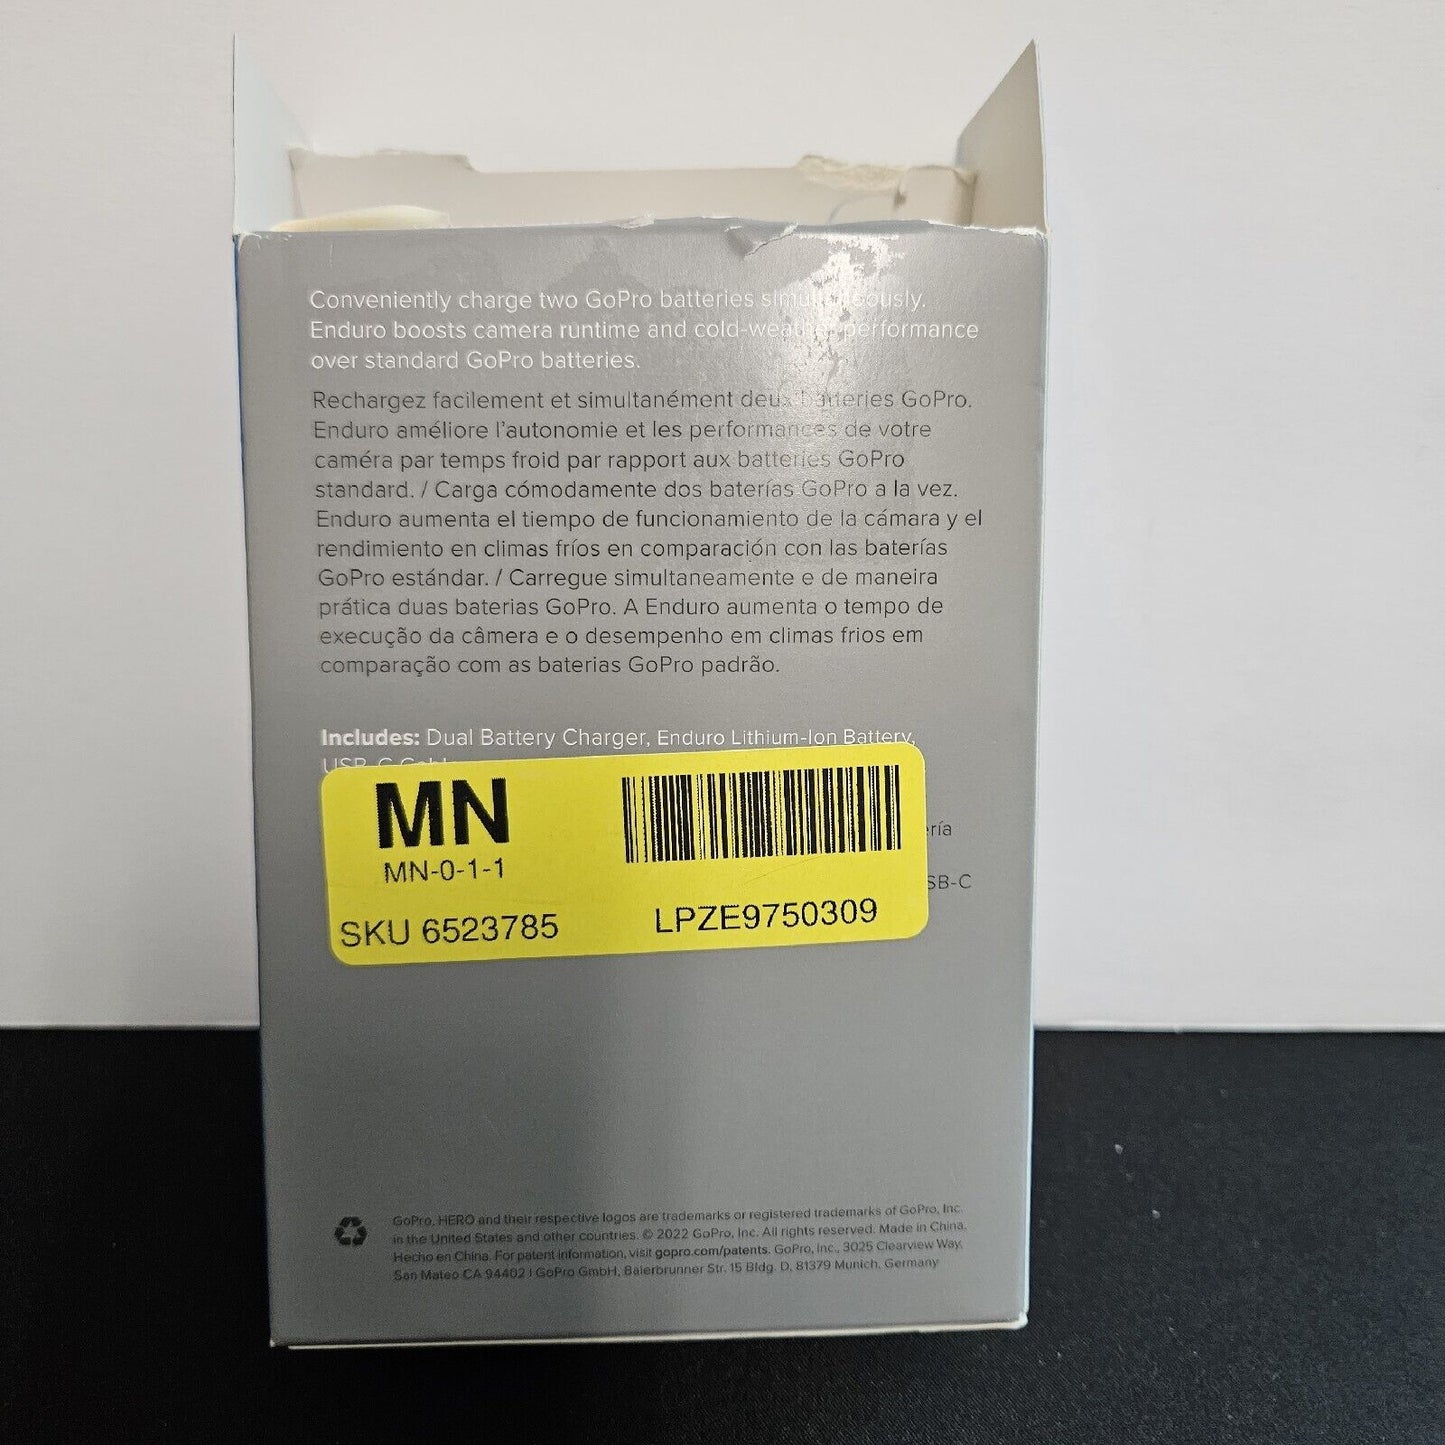 Conveniently charge two GoPro batteries simultaneously.
Enduro boosts camera runtime and cold-weather performance
over standard GoPro batteries.
Rechargez facilement et simultanément deux batteries GoPro.
Enduro améliore l'autonomie et les performances de votre
caméra par temps froid par rapport aux batteries GoPro
standard. / Carga cómodamente dos baterías GoPro a la vez.
Enduro aumenta el tiempo de funcionamiento de la cámara y el
rendimiento en climas fríos en comparación con las baterías
GoPro estándar. / Carregue simultaneamente e de maneira
prática duas baterias GoPro. A Enduro aumenta o tempo de
execução da câmera e o desempenho em climas frios em
comparação com as baterias GoPro padrão.
Includes: Dual Battery Charger, Enduro Lithium-Ion Battery,
USB-C
MN
MN-0-1-1
SKU 6523785
LPZE9750309
GoPro, HERO and their respective logos are trademarks or registered trademarks of GoPro, Inc.
in the United States and other countries. © 2022 GoPro, Inc. All rights reserved. Made in China.
Hecho en China. For patent information, visit gopro.com/patents. GoPro, Inc., 3025 Clearview Way,
San Mateo CA 94402 | GoPro GmbH, Baierbrunner Str. 15 Bldg. D, 81379 Munich, Germany